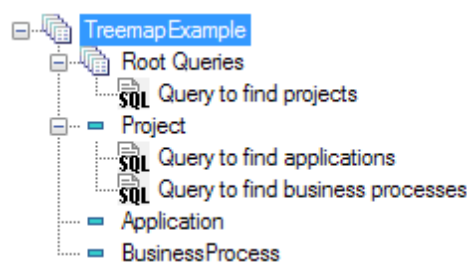 TreemapExample
Root Queries
SQL Query to find projects
Project
SQL Query to find applications
SQL Query to find business processes
Application
BusinessProcess